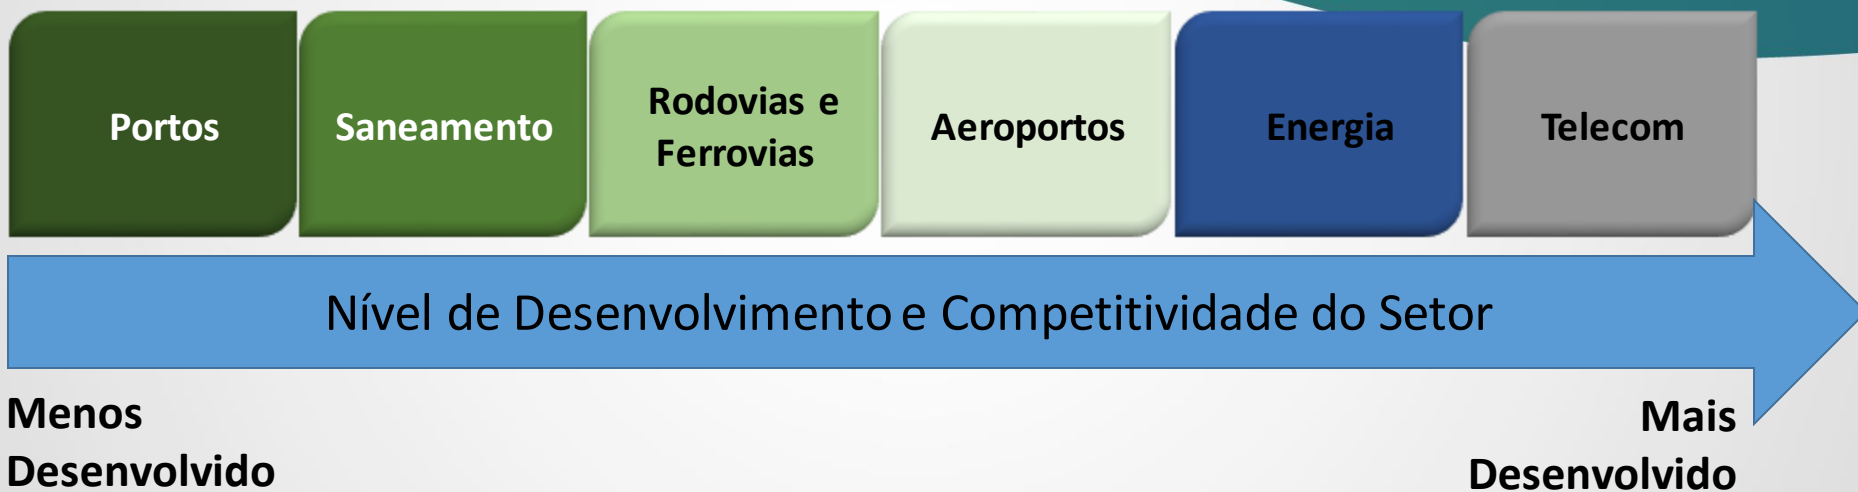 Portos
Saneamento
Rodovias e
Ferrovias
Aeroportos
Energia
Telecom
Nível de Desenvolvimento e Competitividade do Setor
Menos
Desenvolvido
Mais
Desenvolvido